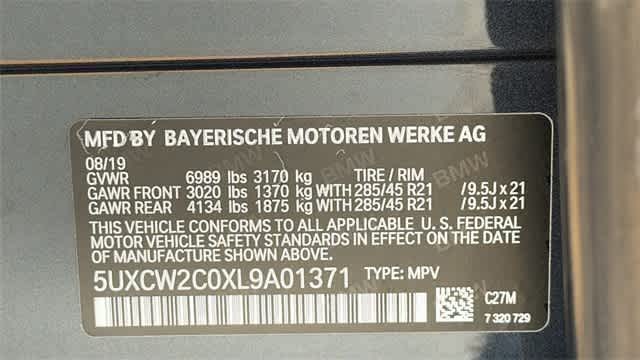 MFD BY BAYERISCHE MOTOREN WERKE AG
08/19
GVWR 6989 lbs 3170 kg TIRE / RIM
GAWR FRONT 3020 lbs 1370 kg WITH 285/45 R21 /9.5J x 21
GAWR REAR 4134 lbs 1875 kg WITH 285/45 R21 /9.5J x 21
THIS VEHICLE CONFORMS TO ALL APPLICABLE U. S. FEDERAL
MOTOR VEHICLE SAFETY STANDARDS IN EFFECT ON THE
DATE OF MANUFACTURE SHOWN ABOVE.
5UXCW2C0XL9A01371 TYPE: MPV
C27M
7 320 729
BMW
BMW